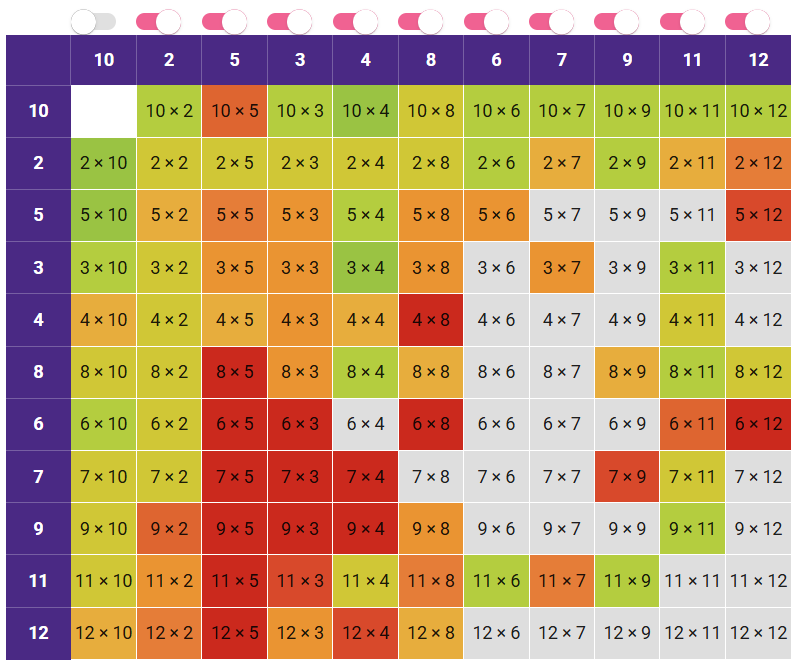 10 2 5 3 4 8 6 7 9 11 12
10 10 × 2 10 × 5 10 × 3 10 × 4 10 × 8 10 × 6 10 × 7 10 × 9 10 × 11 10 × 12
2 2 × 10 2 × 2 2 × 5 2 × 3 2 × 4 2 × 8 2 × 6 2 × 7 2 × 9 2 × 11 2 × 12
5 5 × 10 5 × 2 5 × 5 5 × 3 5 × 4 5 × 8 5 × 6 5 × 7 5 × 9 5 × 11 5 × 12
3 3 × 10 3 × 2 3 × 5 3 × 3 3 × 4 3 × 8 3 × 6 3 × 7 3 × 9 3 × 11 3 × 12
4 4 × 10 4 × 2 4 × 5 4 × 3 4 × 4 4 × 8 4 × 6 4 × 7 4 × 9 4 × 11 4 × 12
8 8 × 10 8 × 2 8 × 5 8 × 3 8 × 4 8 × 8 8 × 6 8 × 7 8 × 9 8 × 11 8 × 12
6 6 × 10 6 × 2 6 × 5 6 × 3 6 × 4 6 × 8 6 × 6 6 × 7 6 × 9 6 × 11 6 × 12
7 7 × 10 7 × 2 7 × 5 7 × 3 7 × 4 7 × 8 7 × 6 7 × 7 7 × 9 7 × 11 7 × 12
9 9 × 10 9 × 2 9 × 5 9 × 3 9 × 4 9 × 8 9 × 6 9 × 7 9 × 9 9 × 11 9 × 12
11 11 × 10 11 × 2 11 × 5 11 × 3 11 × 4 11 × 8 11 × 6 11 × 7 11 × 9 11 × 11 11 × 12
12 12 × 10 12 × 2 12 × 5 12 × 3 12 × 4 12 × 8 12 × 6 12 × 7 12 × 9 12 × 11 12 × 12